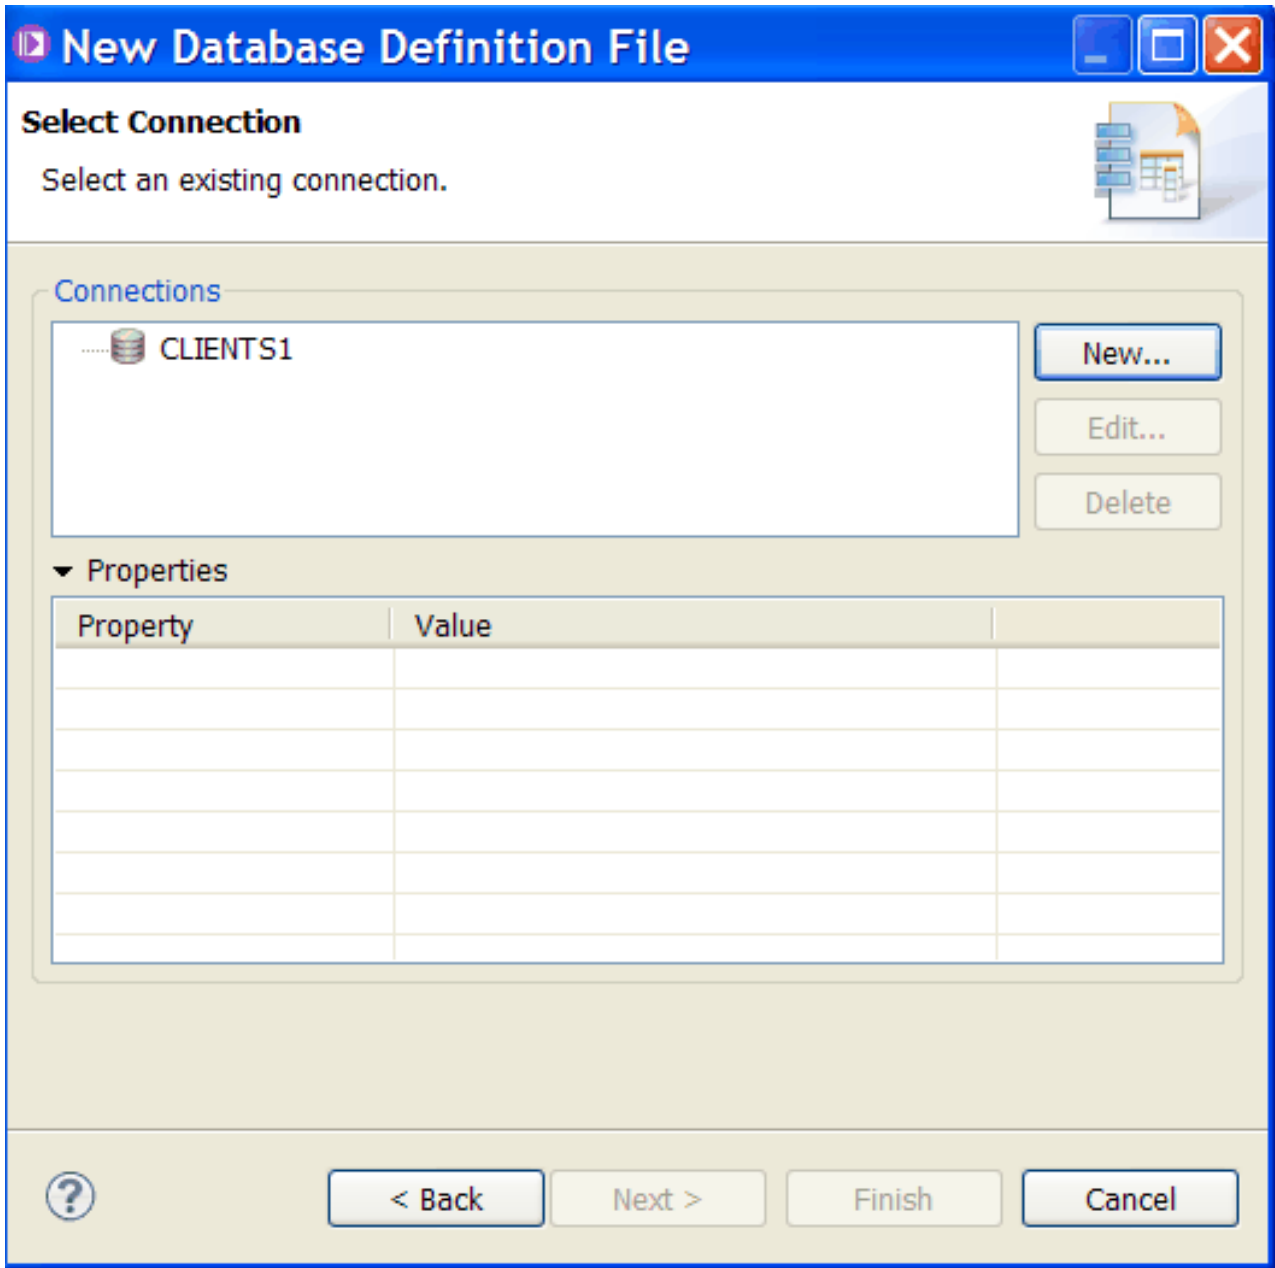 New Database Definition File
Select Connection
Select an existing connection.
Connections
CLIENTS1
New...
Edit...
Delete
Properties
Property Value
?
< Back Next > Finish Cancel